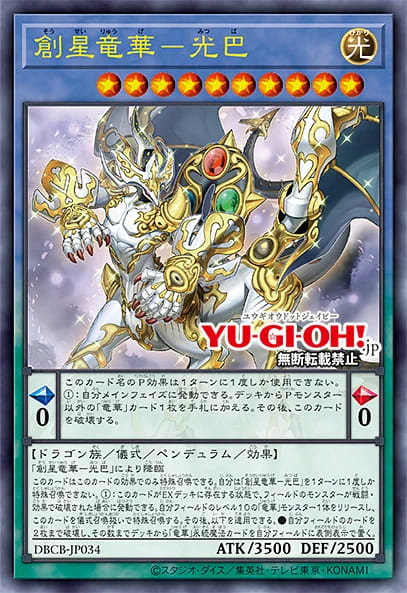 そうせいりゅうげ みつば
創星竜華－光巴
ひかり
光
ユウギオウドットジェイピー
YU-GI-OH!.jp
無断転載禁止
0
0
このカード名のＰ効果は１ターンに１度しか使用できない。
①：自分メインフェイズに発動できる。デッキからＰモンスター
以外の「竜華」カード１枚を手札に加える。その後、このカード
を破壊する。
【ドラゴン族／儀式／ペンデュラム／効果】
「創星竜華－光巴」により降臨
このカードはこのカードの効果でのみ特殊召喚できる。自分は「創星竜華－光巴」を１ターンに１度しか
特殊召喚できない。①：このカードがEXデッキに存在する状態で、フィールドのモンスターが戦闘・
効果で破壊された場合に発動できる。自分フィールドのレベル10の「竜華」モンスター1体をリリースし、
このカードを儀式召喚扱いで特殊召喚する。その後、以下を適用できる。●自分フィールドのカード
を2枚まで破壊し、その数までデッキから「竜華」永続魔法カードを自分フィールドに表側表示で置く。
DBCB-JP034
ATK/3500 DEF/2500
©スタジオ・ダイス／集英社・テレビ東京・KONAMI